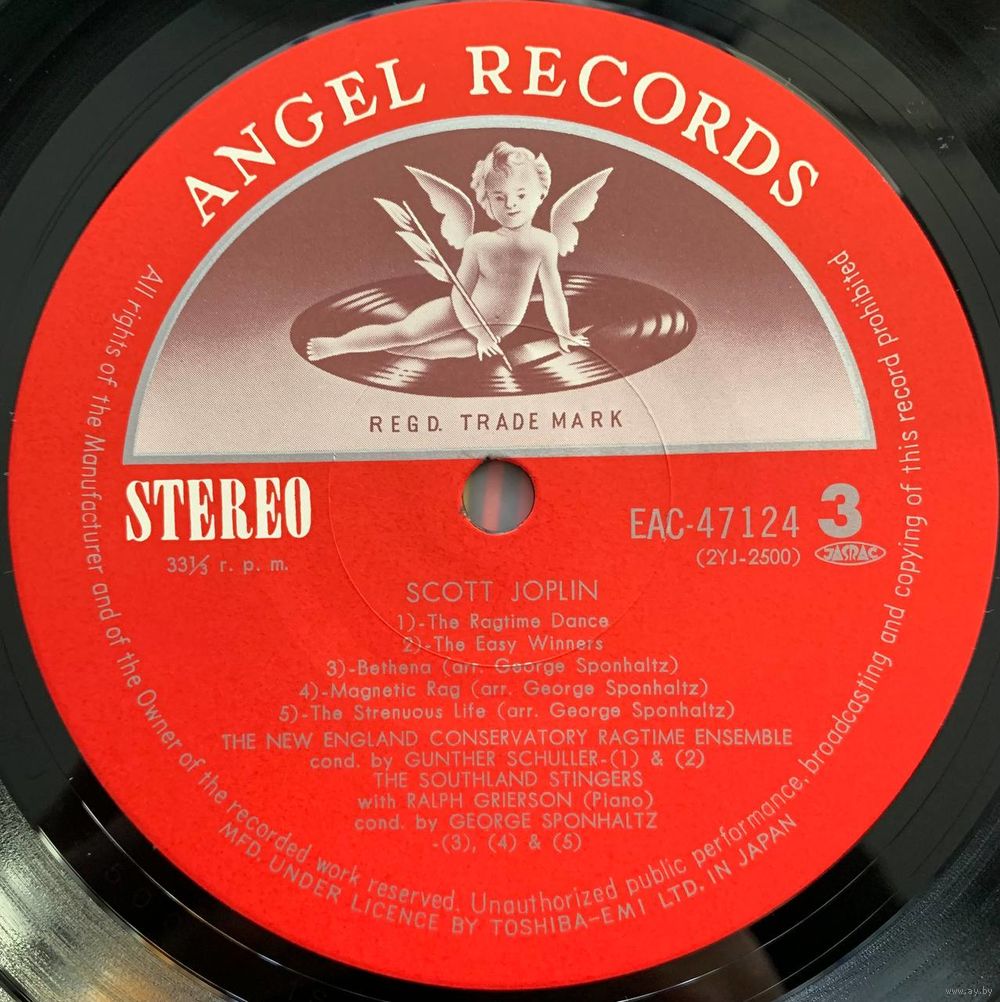 ANGEL RECORDS
REGD. TRADE MARK
STEREO
33⅓ r. p. m.
EAC-47124 3
(2YJ-2500) JASRAC
SCOTT JOPLIN
1)-The Ragtime Dance
2)-The Easy Winners
3)-Bethena (arr. George Sponhaltz)
4)-Magnetic Rag (arr. George Sponhaltz)
5)-The Strenuous Life (arr. George Sponhaltz)
THE NEW ENGLAND CONSERVATORY RAGTIME ENSEMBLE
cond. by GUNTHER SCHULLER-(1) & (2)
THE SOUTHLAND STINGERS
with RALPH GRIERSON (Piano)
cond. by GEORGE SPONHALTZ
-(3), (4) & (5)
All rights of the Manufacturer and of the Owner of the recorded work reserved. Unauthorized public performance, broadcasting and copying of this record prohibited
MFD. UNDER LICENCE BY TOSHIBA-EMI LTD. IN JAPAN
www.ay.by